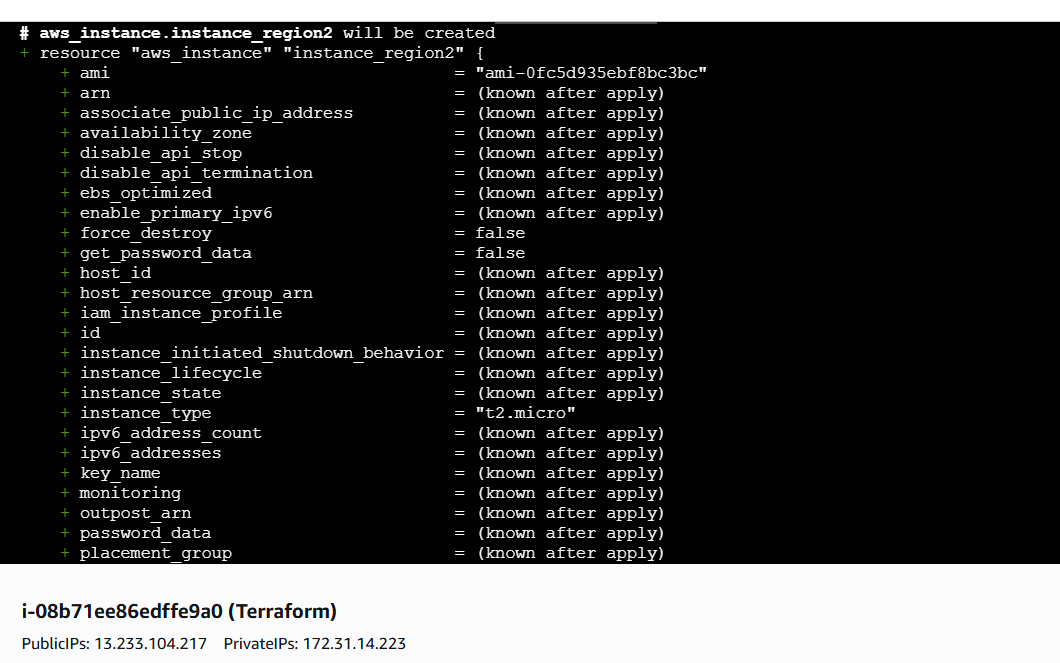 # aws_instance.instance_region2 will be created
+ resource "aws_instance" "instance_region2" {
+ ami = "ami-0fc5d935ebf8bc3bc"
+ arn = (known after apply)
+ associate_public_ip_address = (known after apply)
+ availability_zone = (known after apply)
+ disable_api_stop = (known after apply)
+ disable_api_termination = (known after apply)
+ ebs_optimized = (known after apply)
+ enable_primary_ipv6 = (known after apply)
+ force_destroy = false
+ get_password_data = false
+ host_id = (known after apply)
+ host_resource_group_arn = (known after apply)
+ iam_instance_profile = (known after apply)
+ id = (known after apply)
+ instance_initiated_shutdown_behavior = (known after apply)
+ instance_lifecycle = (known after apply)
+ instance_state = (known after apply)
+ instance_type = "t2.micro"
+ ipv6_address_count = (known after apply)
+ ipv6_addresses = (known after apply)
+ key_name = (known after apply)
+ monitoring = (known after apply)
+ outpost_arn = (known after apply)
+ password_data = (known after apply)
+ placement_group = (known after apply)
i-08b71ee86edffe9a0 (Terraform)
PublicIPs: 13.233.104.217 PrivateIPs: 172.31.14.223